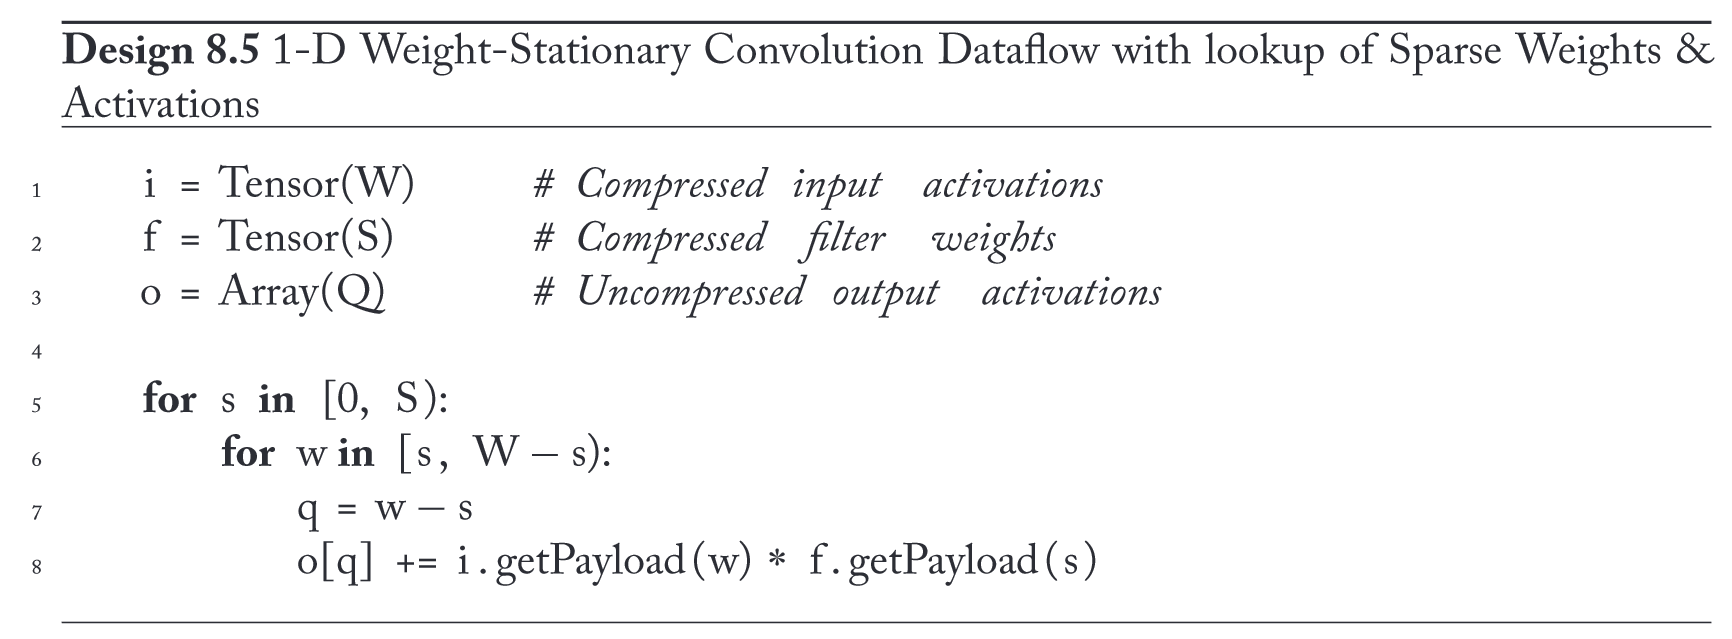 Design 8.5 1-D Weight-Stationary Convolution Dataflow with lookup of Sparse Weights &
Activations
1 i = Tensor(W) # Compressed input activations
2 f = Tensor(S) # Compressed filter weights
3 o = Array(Q) # Uncompressed output activations
4
5 for s in [0, S):
6 for w in [s, W – s):
7 q = w – s
8 o[q] += i.getPayload(w) * f.getPayload(s)